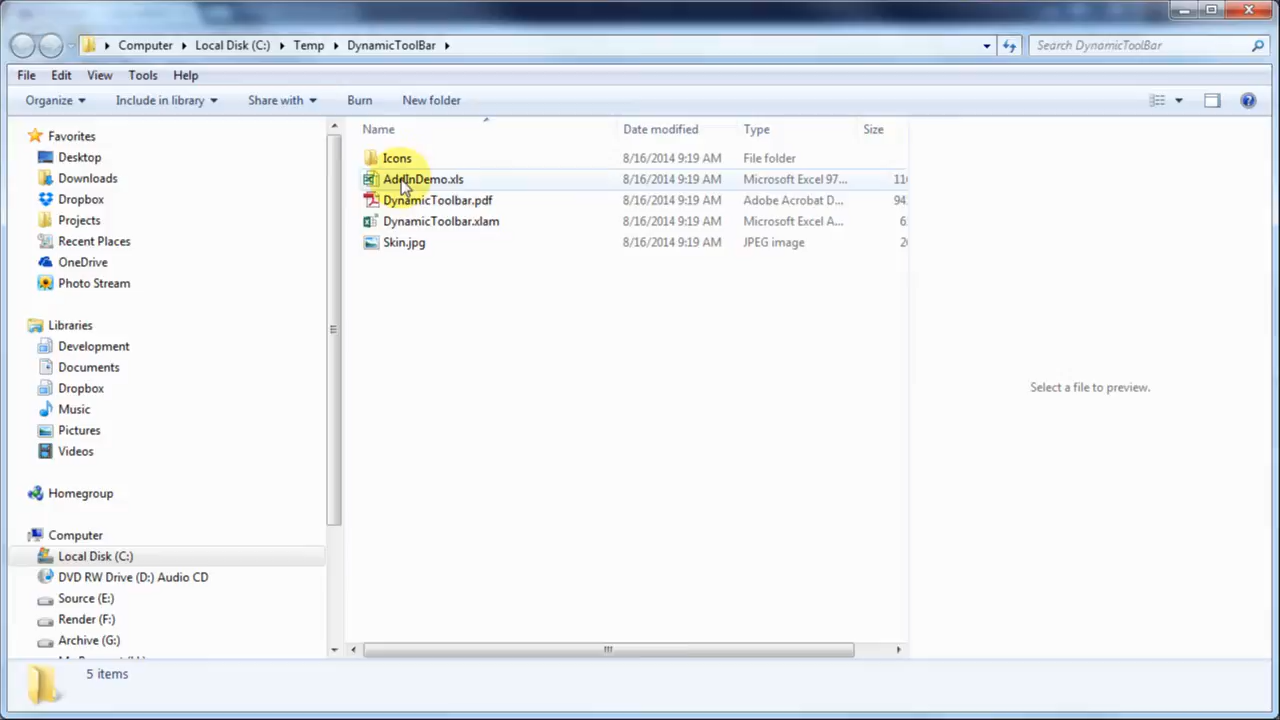 Computer Local Disk (C:) Temp DynamicToolBar
Search DynamicToolBar
File Edit View Tools Help
Organize Include in library Share with Burn New folder
Favorites
Desktop
Downloads
Dropbox
Projects
Recent Places
OneDrive
Photo Stream
Libraries
Development
Documents
Dropbox
Music
Pictures
Videos
Homegroup
Computer
Local Disk (C:)
DVD RW Drive (D:) Audio CD
Source (E:)
Render (F:)
Archive (G:)
Name Date modified Type Size
Icons 8/16/2014 9:19 AM File folder
AddInDemo.xls 8/16/2014 9:19 AM Microsoft Excel 97... 11
DynamicToolbar.pdf 8/16/2014 9:19 AM Adobe Acrobat D... 94
DynamicToolbar.xlam 8/16/2014 9:19 AM Microsoft Excel A... 6
Skin.jpg 8/16/2014 9:19 AM JPEG image 2
Select a file to preview.
5 items